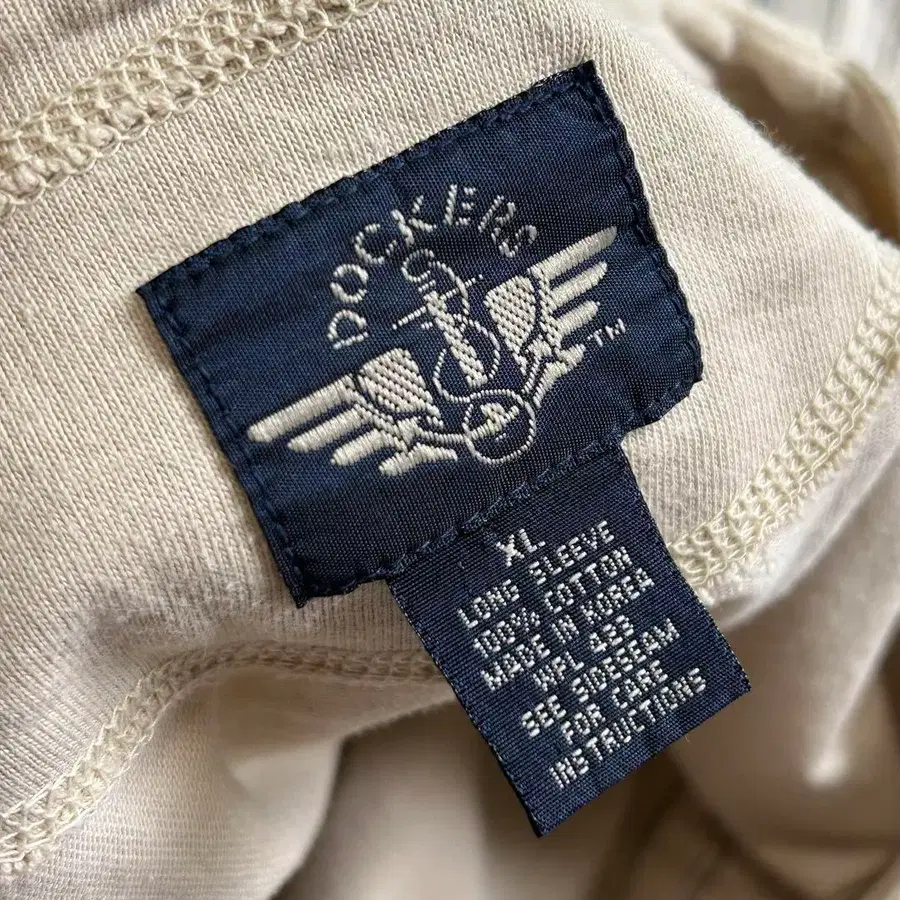 DOCKERS
TM
XL
LONG SLEEVE
100% COTTON
MADE IN KOREA
WPL 423
SEE SIDESEAM
FOR CARE
INSTRUCTIONS